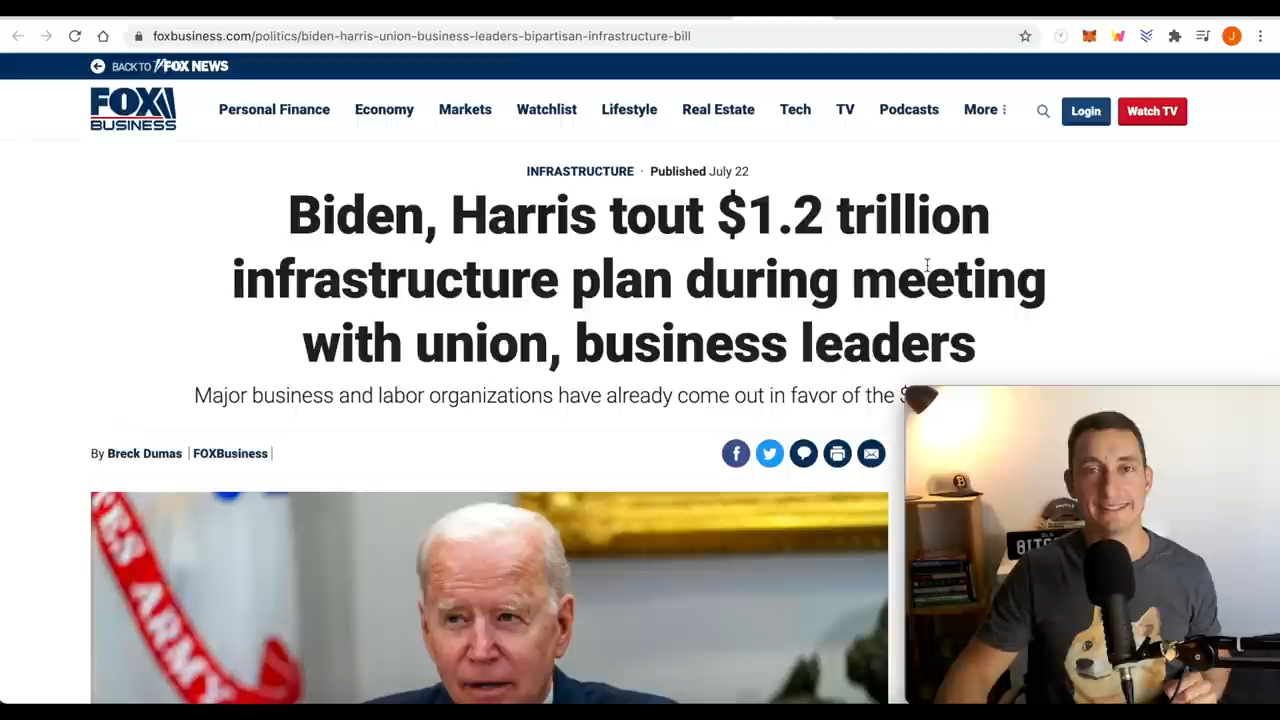 foxbusiness.com/politics/biden-harris-union-business-leaders-bipartisan-infrastructure-bill
J
BACK TO FOX NEWS
FOX BUSINESS
Personal Finance Economy Markets Watchlist Lifestyle Real Estate Tech TV Podcasts More Login Watch TV
INFRASTRUCTURE · Published July 22
Biden, Harris tout $1.2 trillion
infrastructure plan during meeting
with union, business leaders
Major business and labor organizations have already come out in favor of the $
By Breck Dumas | FOXBusiness |
ES ARMY